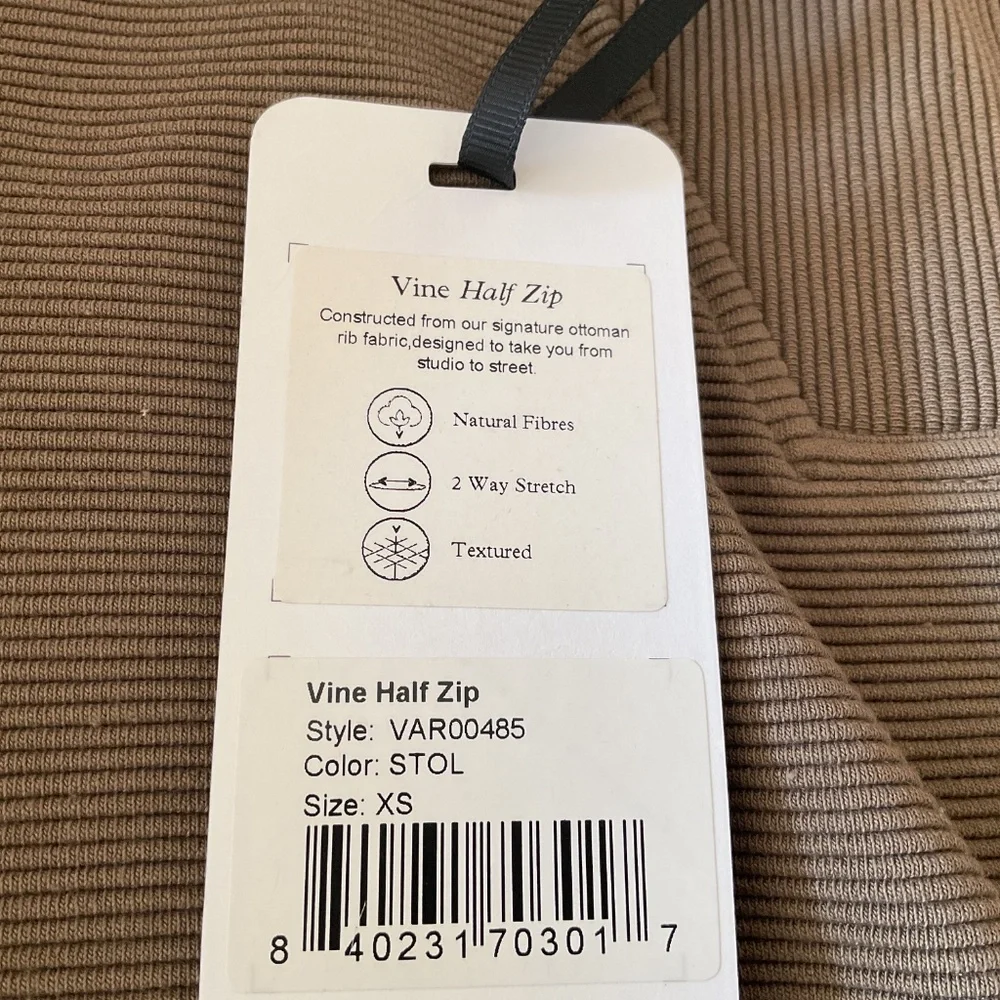 Vine Half Zip
Constructed from our signature ottoman
rib fabric,designed to take you from
studio to street.
Natural Fibres
2 Way Stretch
Textured
Vine Half Zip
Style: VAR00485
Color: STOL
Size: XS
8 40231 70301 7